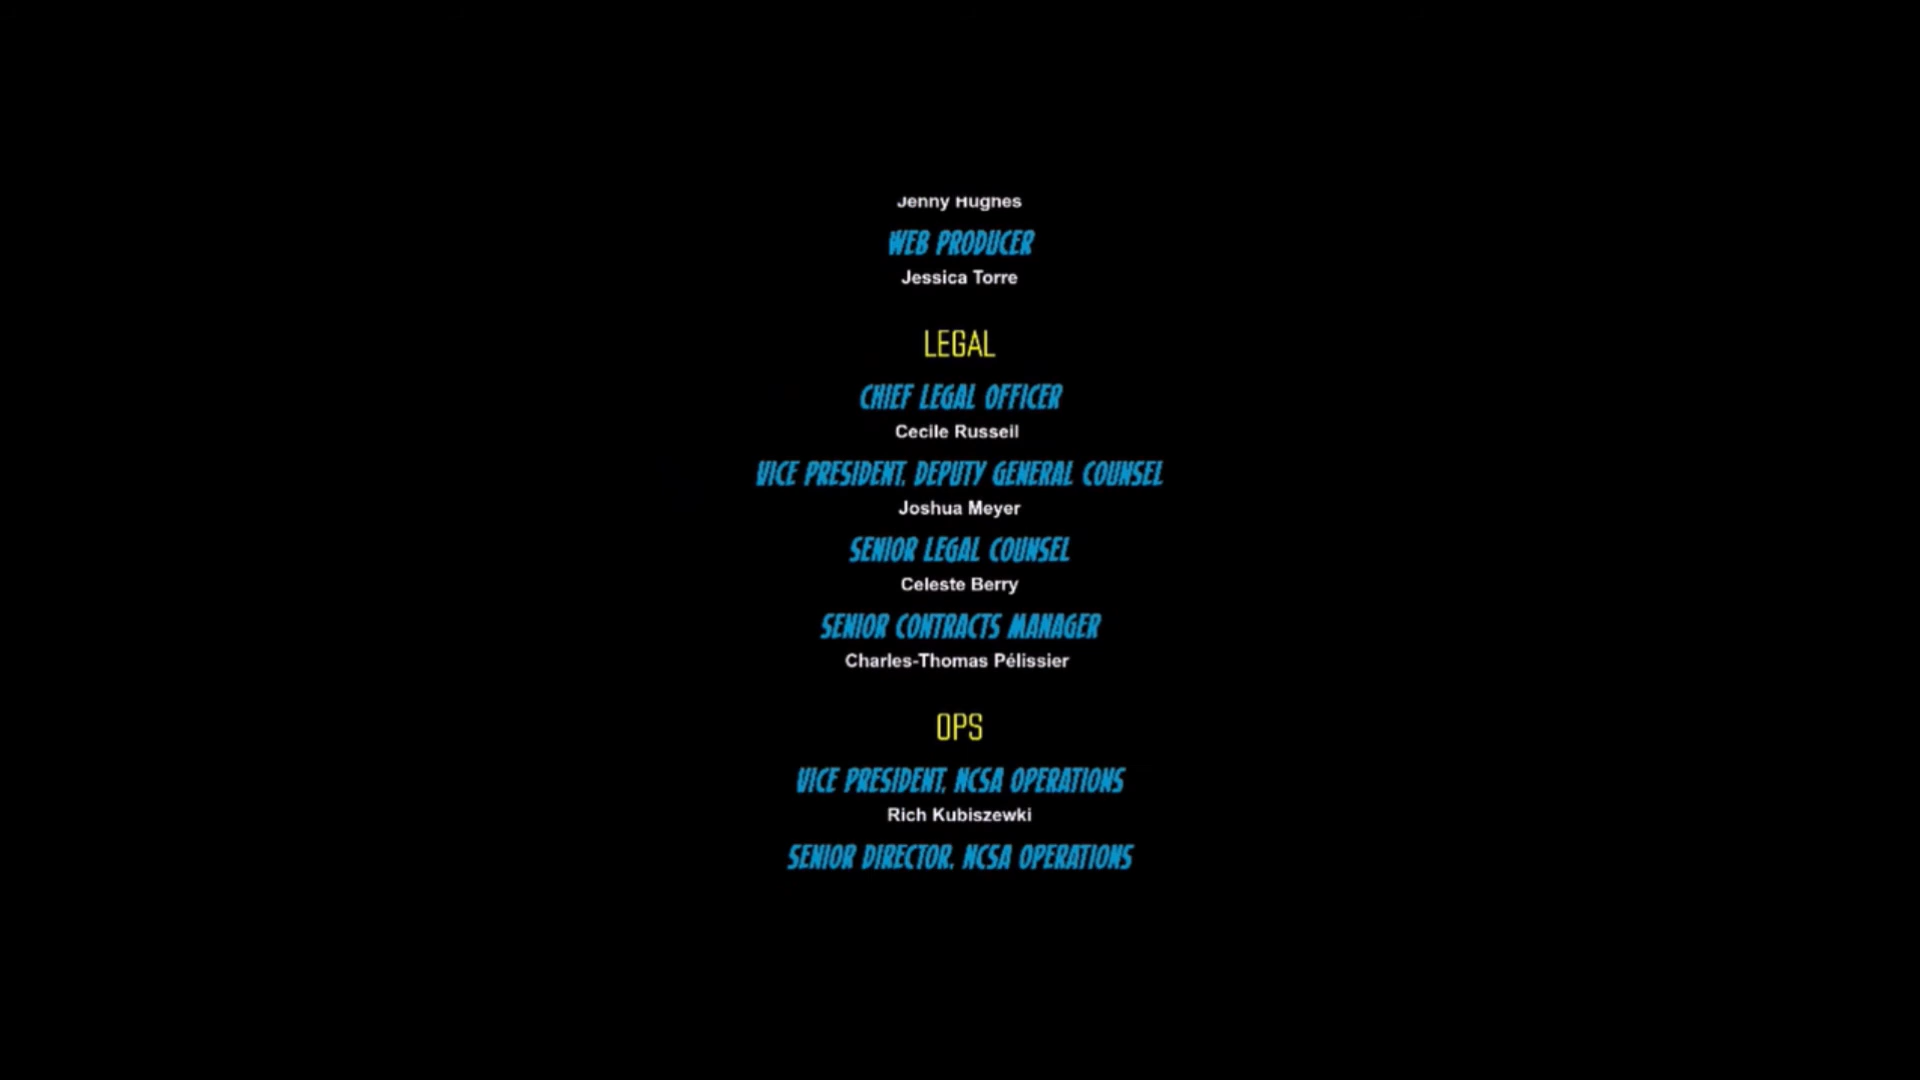 Jenny Hughes
WEB PRODUCER
Jessica Torre
LEGAL
CHIEF LEGAL OFFICER
Cecile Russeil
VICE PRESIDENT, DEPUTY GENERAL COUNSEL
Joshua Meyer
SENIOR LEGAL COUNSEL
Celeste Berry
SENIOR CONTRACTS MANAGER
Charles-Thomas Pélissier
OPS
VICE PRESIDENT, NCSA OPERATIONS
Rich Kubiszewki
SENIOR DIRECTOR, NCSA OPERATIONS